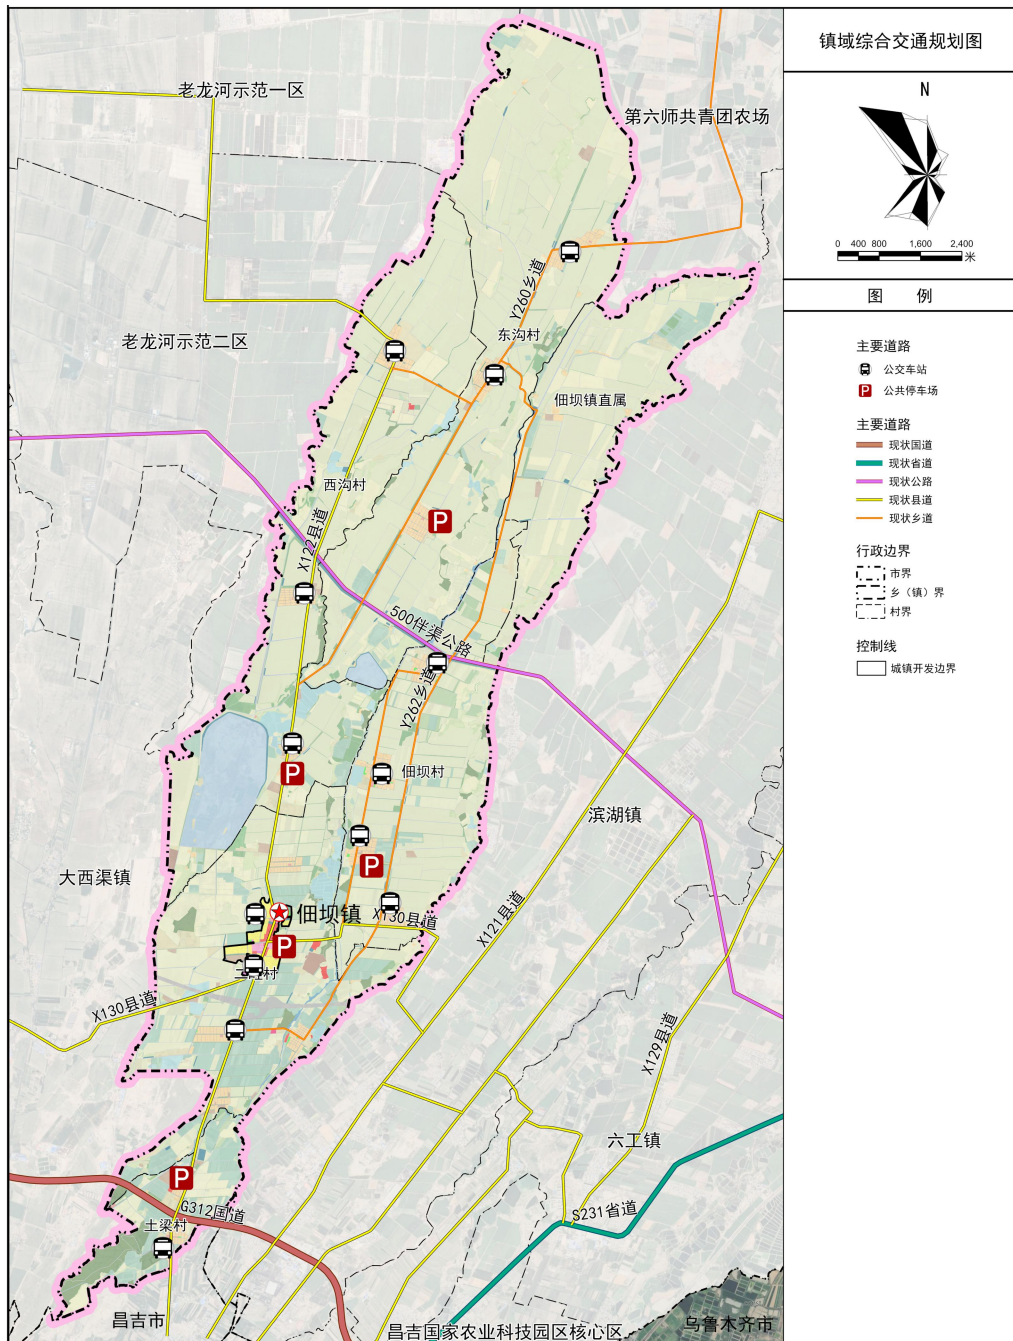 镇域综合交通规划图
N
0 400 800 1,600 2,400
米
图 例
主要道路
公交车站
P 公共停车场
主要道路
现状国道
现状省道
现状公路
现状县道
现状乡道
行政边界
市界
乡（镇）界
村界
控制线
城镇开发边界
老龙河示范一区
第六师共青团农场
Y260乡道
东沟村
老龙河示范二区
佃坝镇直属
西沟村
P
X122县道
500伴渠公路
Y262乡道
P
佃坝村
滨湖镇
P
大西渠镇
佃坝镇
X130县道
X121县道
P
X130县道
X129县道
六工镇
P
G312国道
S231省道
土梁村
昌吉市
昌吉国家农业科技园区核心区
乌鲁木齐市